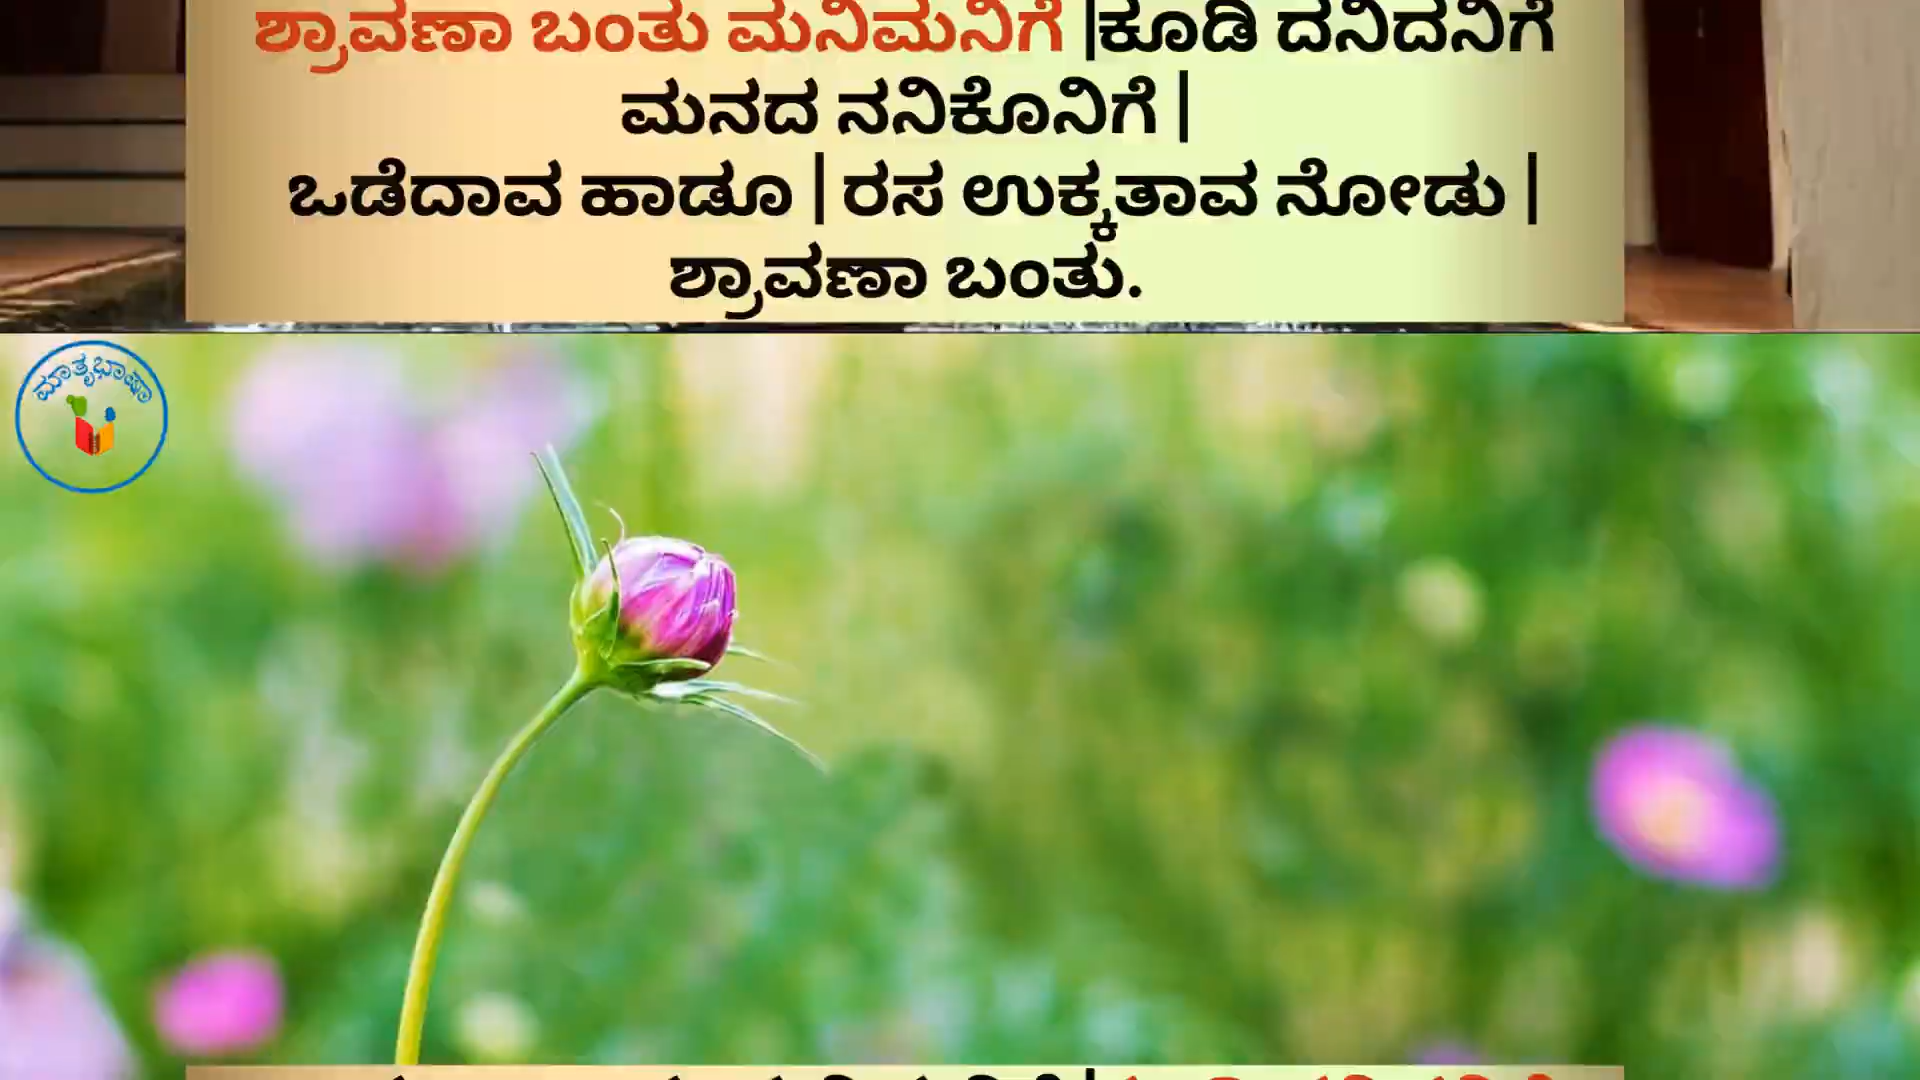 ಶ್ರಾವಣಾ ಬಂತು ಮನಿಮನಿಗೆ |ಕೂಡಿ ದನಿದನಿಗೆ
ಮನದ ನನಿಕೊನಿಗೆ |
ಒಡೆದಾವ ಹಾಡೂ | ರಸ ಉಕ್ಕತಾವ ನೋಡು |
ಶ್ರಾವಣಾ ಬಂತು.
ಮಾತೃಭಾಷಾ